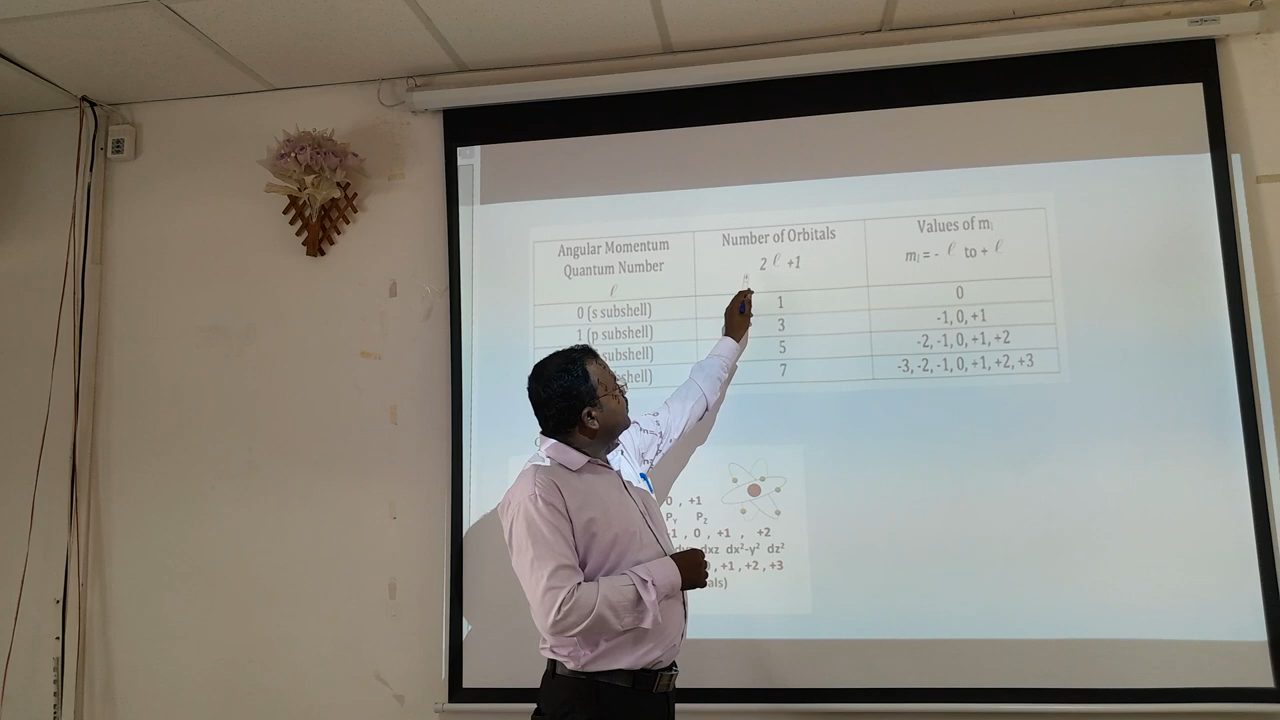 Angular Momentum
Quantum Number
ℓ
Number of Orbitals
2 ℓ +1
Values of ml
ml = - ℓ to + ℓ
0 (s subshell) 1 0
1 (p subshell) 3 -1, 0, +1
subshell) 5 -2, -1, 0, +1, +2
7 -3, -2, -1, 0, +1, +2, +3
0 , +1
PY PZ
1 , 0 , +1 , +2
dxz dx²-y² dz²
0 , +1 , +2 , +3
als)